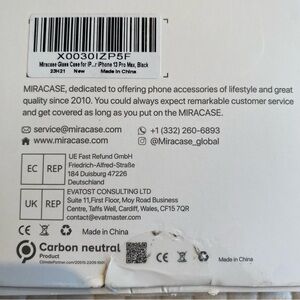 X0030IZP5F
Miracase Glass Case for iP...r iPhone 13 Pro Max, Black
23H21 New Made in China
MIRACASE, dedicated to offering phone accessories of lifestyle and great
quality since 2010. You could always expect remarkable customer service
and get covered as long as you put on the MIRACASE.
service@miracase.com +1 (332) 260-6893
www.miracase.com @Miracase_global
EC REP
UE Fast Refund GmbH
Friedrich-Alfred-Straße
184 Duisburg 47226
Deutschland
UK REP
EVATOST CONSULTING LTD
Suite 11,First Floor, Moy Road Business
Centre, Taffs Well, Cardiff, Wales, CF15 7QR
contact@evatmaster.com
CE Made in China
Carbon neutral
Product